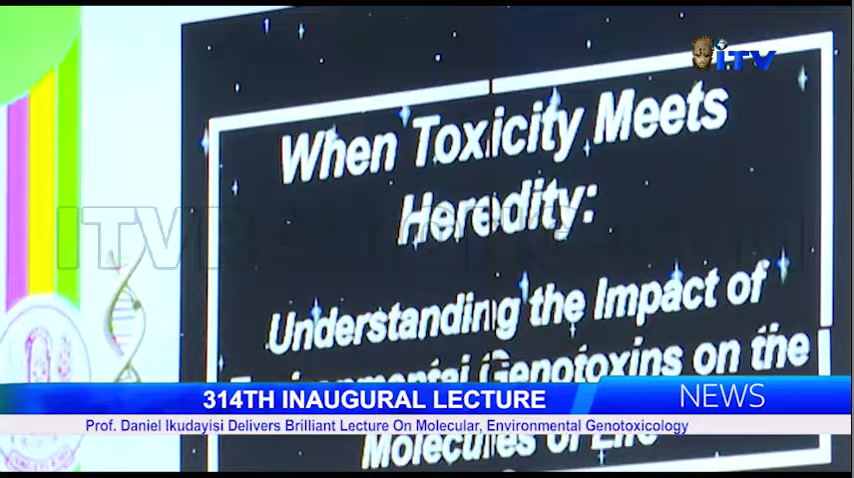 iTV
When Toxicity Meets
Heredity:
Understanding the Impact of
Environmental Genotoxins on the
Molecules of Life
314TH INAUGURAL LECTURE
NEWS
Prof. Daniel Ikudayisi Delivers Brilliant Lecture On Molecular, Environmental Genotoxicology